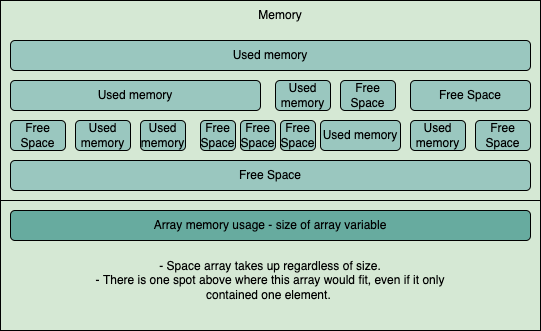 Memory
Used memory
Used memory
Used
memory
Free
Space
Free Space
Free
Space
Used
memory
Used
memory
Free
Space
Free
Space
Free
Space
Used memory
Used
memory
Free
Space
Free Space
Array memory usage - size of array variable
- Space array takes up regardless of size.
- There is one spot above where this array would fit, even if it only
contained one element.